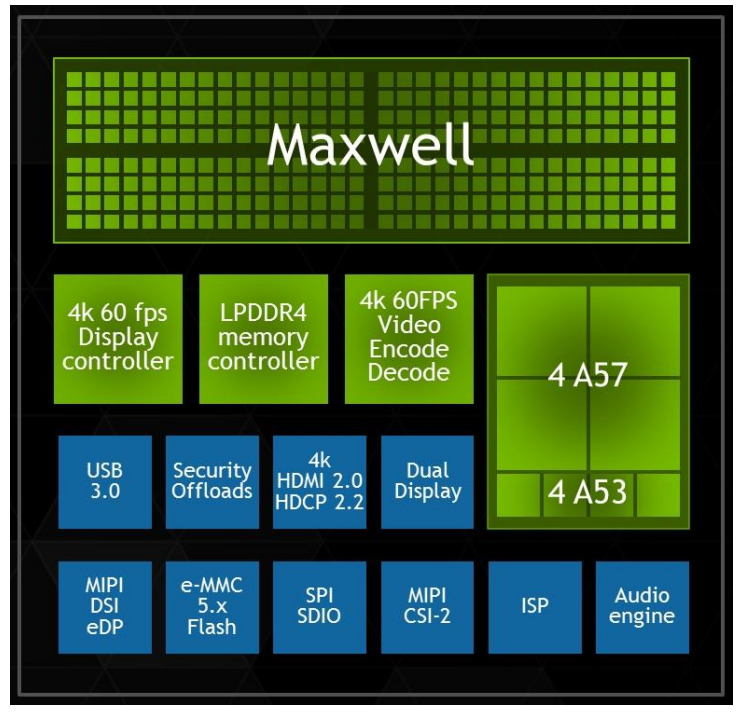 Maxwell
4k 60 fps
Display
controller
LPDDR4
memory
controller
4k 60FPS
Video
Encode
Decode
4 A57
4 A53
USB
3.0
Security
Offloads
4k
HDMI 2.0
HDCP 2.2
Dual
Display
MIPI
DSI
eDP
e-MMC
5.x
Flash
SPI
SDIO
MIPI
CSI-2
ISP
Audio
engine